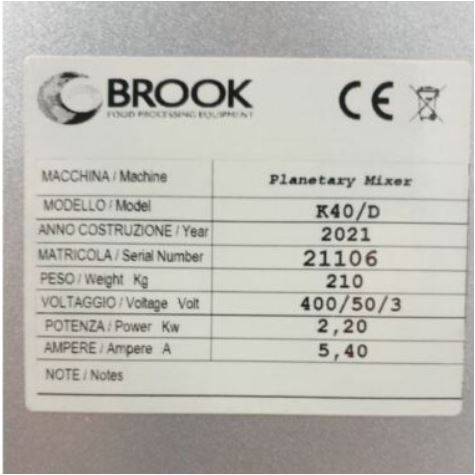 BROOK
FOOD PROCESSING EQUIPMENT
CE
MACCHINA / Machine Planetary Mixer
MODELLO / Model K40/D
ANNO COSTRUZIONE / Year 2021
MATRICOLA / Serial Number 21106
PESO / Weight Kg 210
VOLTAGGIO / Voltage Volt 400/50/3
POTENZA / Power Kw 2,20
AMPERE / Ampere A 5,40
NOTE / Notes